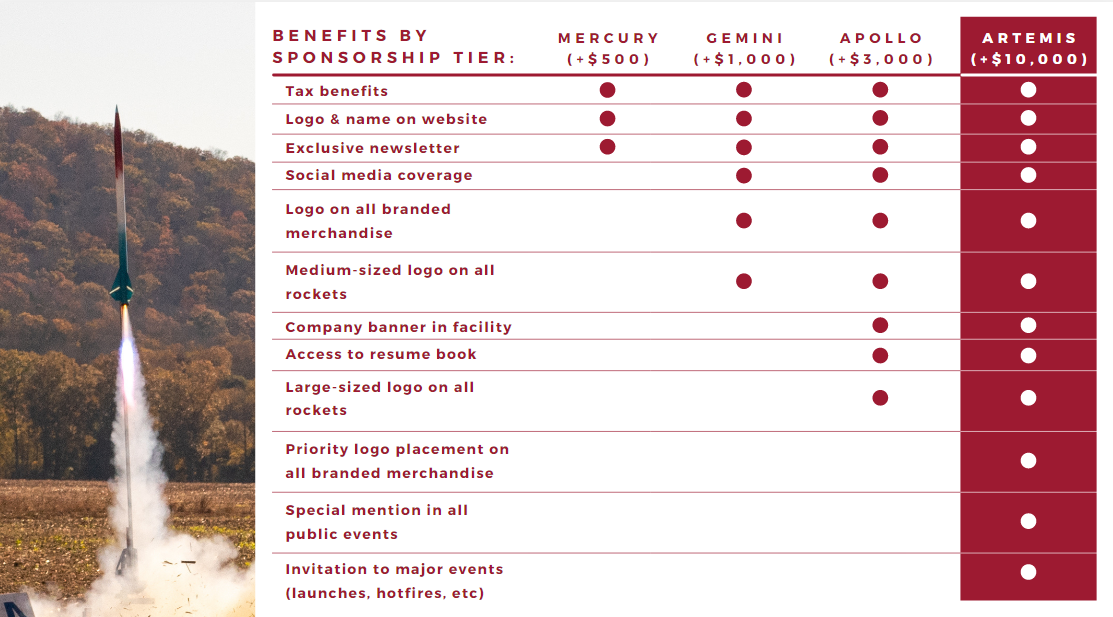 BENEFITS BY
SPONSORSHIP TIER:
MERCURY
(+$500)
GEMINI
(+$1,000)
APOLLO
(+$3,000)
ARTEMIS
(+$10,000)
Tax benefits
Logo & name on website
Exclusive newsletter
Social media coverage
Logo on all branded
merchandise
Medium-sized logo on all
rockets
Company banner in facility
Access to resume book
Large-sized logo on all
rockets
Priority logo placement on
all branded merchandise
Special mention in all
public events
Invitation to major events
(launches, hotfires, etc)